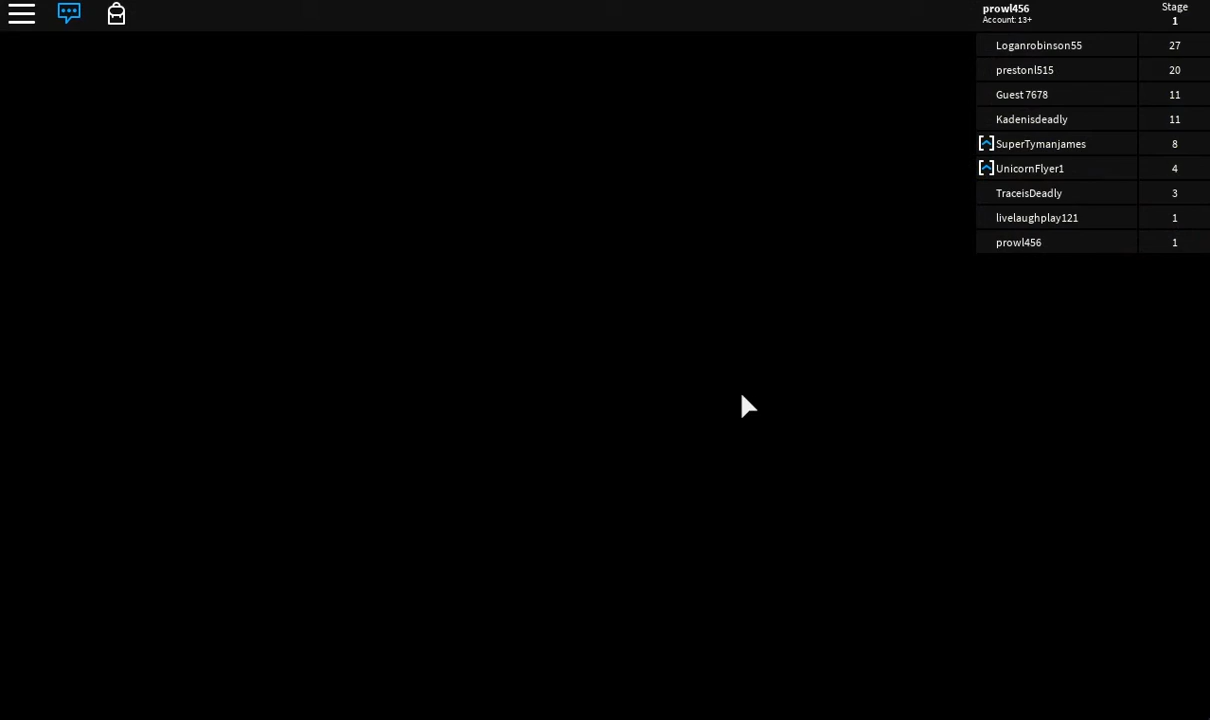 prowl456 Stage
Account: 13+ 1
Loganrobinson55 27
prestonl515 20
Guest 7678 11
Kadenisdeadly 11
SuperTymanjames 8
UnicornFlyer1 4
TraceisDeadly 3
livelaughplay121 1
prowl456 1